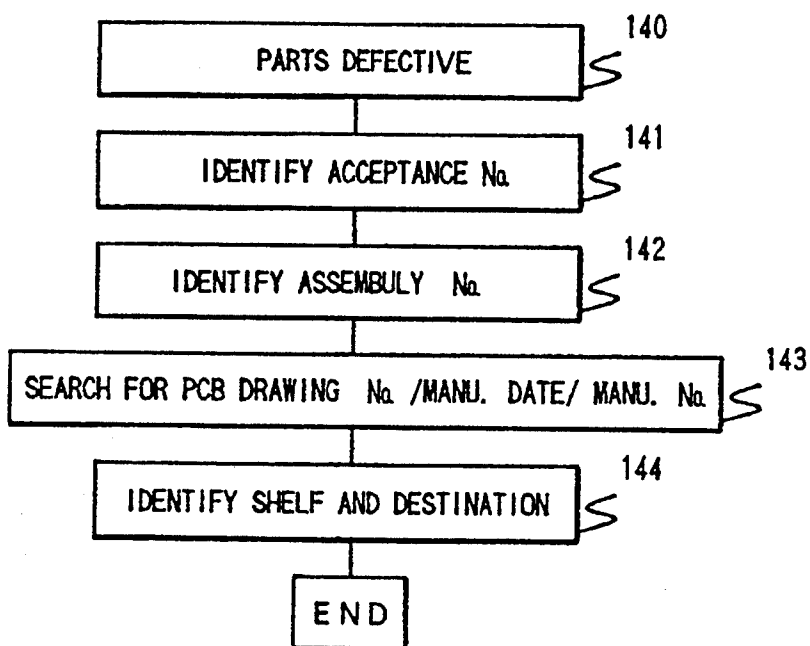 140
PARTS DEFECTIVE
141
IDENTIFY ACCEPTANCE No.
142
IDENTIFY ASSEMBULY No.
143
SEARCH FOR PCB DRAWING No. /MANU. DATE/ MANU. No.
144
IDENTIFY SHELF AND DESTINATION
END